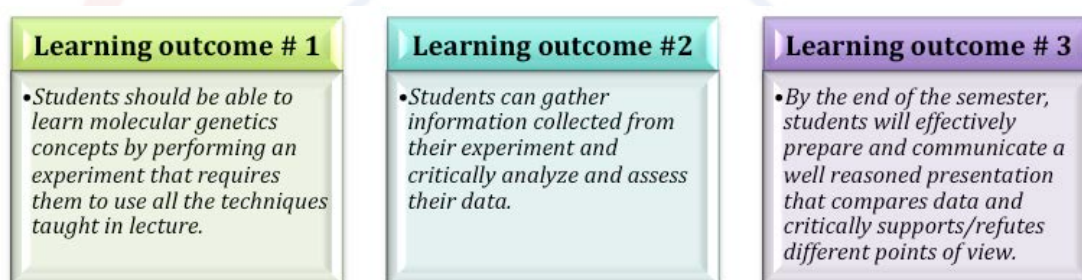 Learning outcome # 1
•Students should be able to
learn molecular genetics
concepts by performing an
experiment that requires
them to use all the techniques
taught in lecture.
Learning outcome #2
•Students can gather
information collected from
their experiment and
critically analyze and assess
their data.
Learning outcome # 3
•By the end of the semester,
students will effectively
prepare and communicate a
well reasoned presentation
that compares data and
critically supports/refutes
different points of view.